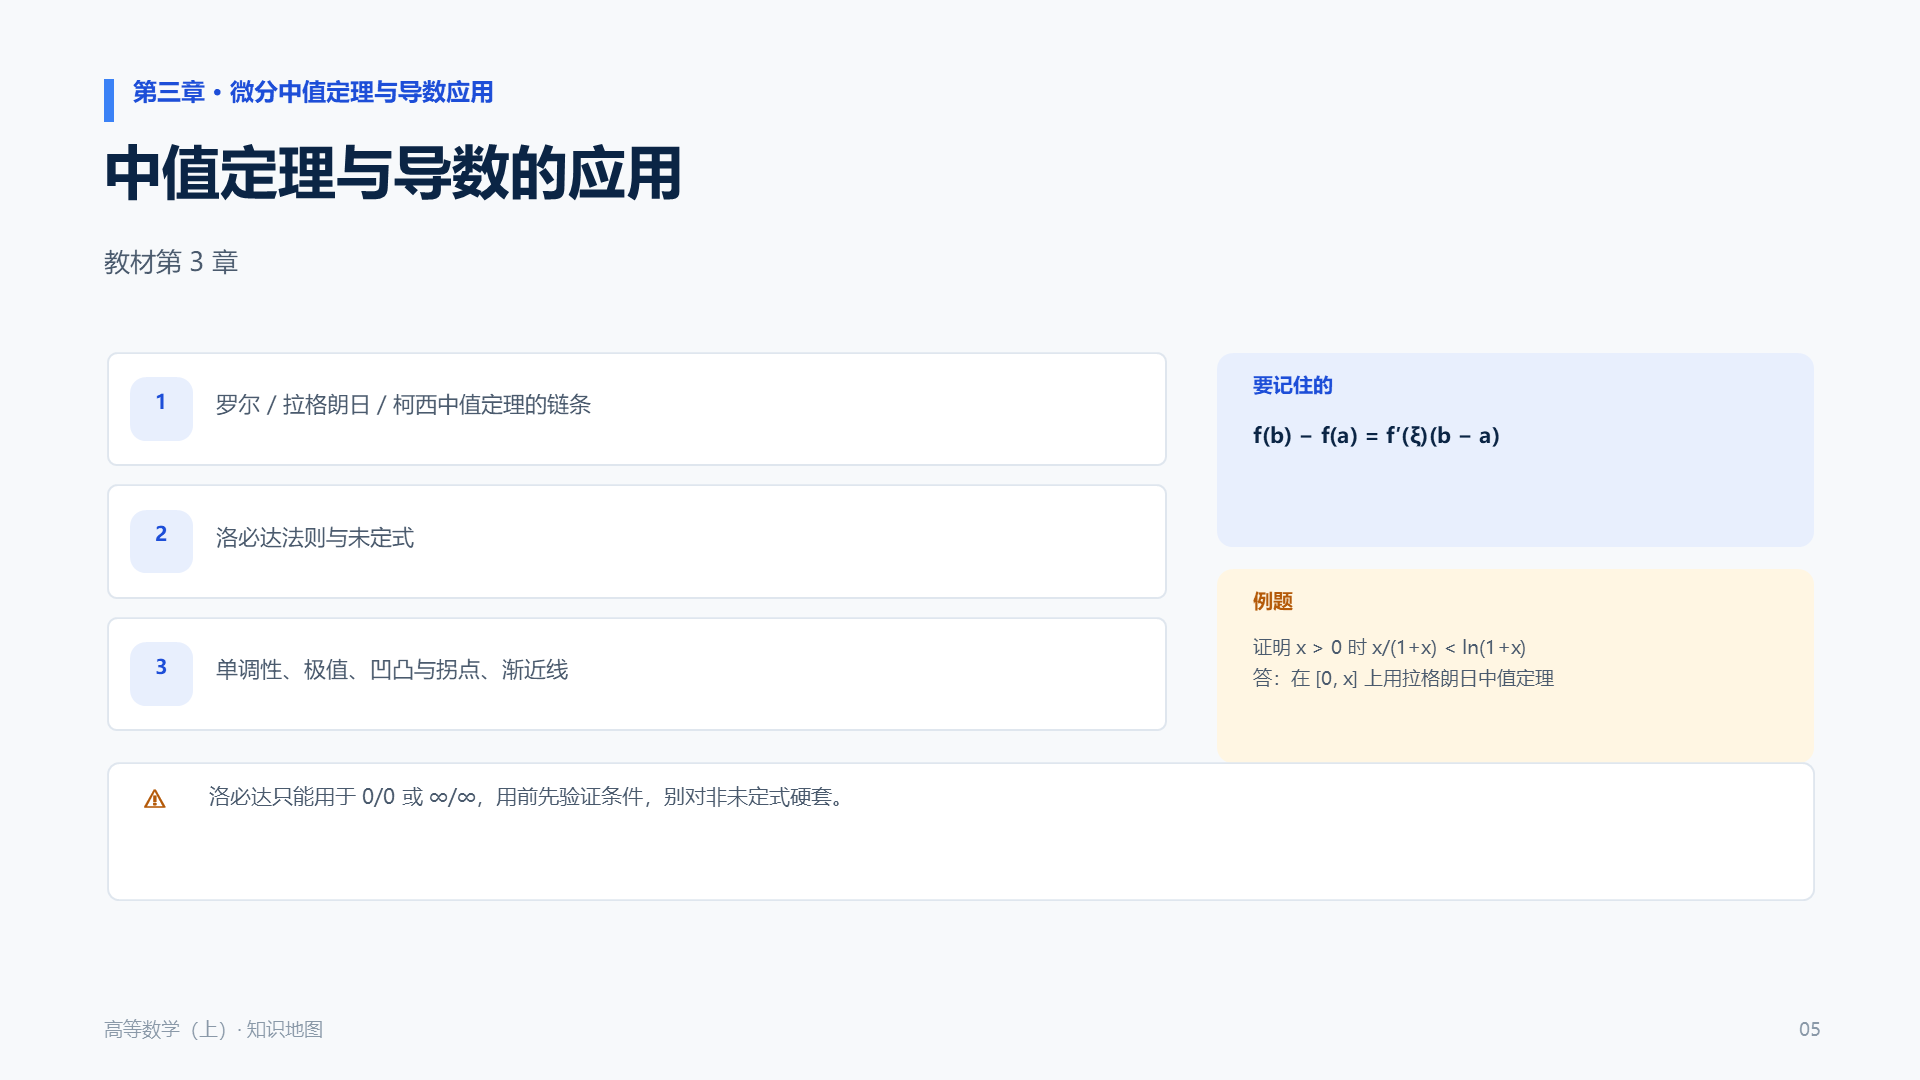 第三章 · 微分中值定理与导数应用
中值定理与导数的应用
教材第 3 章
1
罗尔 / 拉格朗日 / 柯西中值定理的链条
2
洛必达法则与未定式
3
单调性、极值、凹凸与拐点、渐近线
要记住的
f(b) − f(a) = f′(ξ)(b − a)
例题
证明 x > 0 时 x/(1+x) < ln(1+x)
答：在 [0, x] 上用拉格朗日中值定理
⚠ 洛必达只能用于 0/0 或 ∞/∞，用前先验证条件，别对非未定式硬套。
高等数学（上）· 知识地图
05